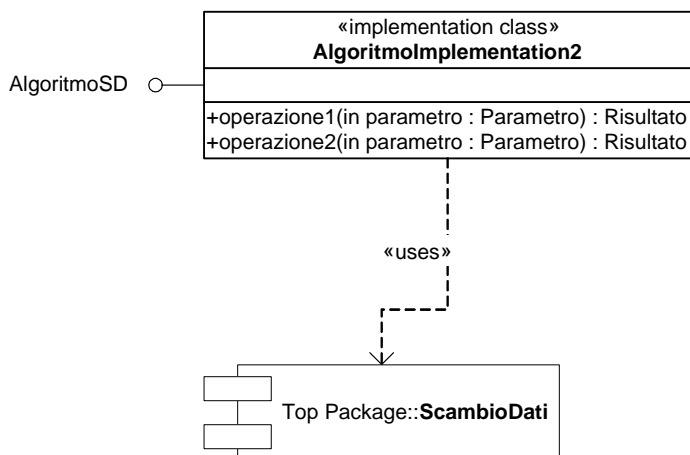 «implementation class»
AlgoritmoImplementation2
AlgoritmoSD
+operazione1(in parametro : Parametro) : Risultato
+operazione2(in parametro : Parametro) : Risultato
«uses»
Top Package::ScambioDati